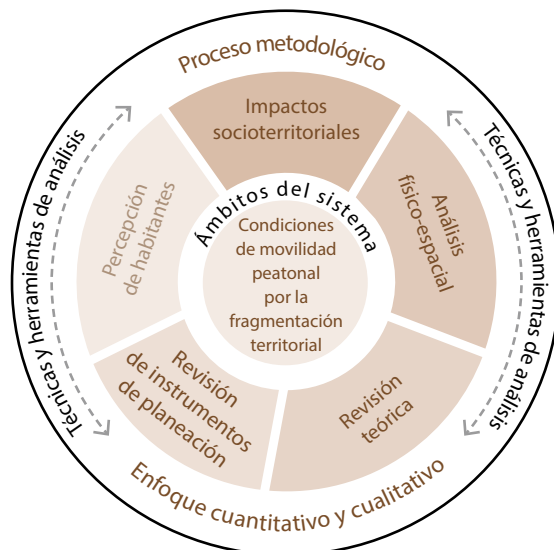 Proceso metodológico
Técnicas y herramientas de análisis
Técnicas y herramientas de análisis
Impactos
socioterritoriales
Análisis
físico-espacial
Revisión
teórica
Revisión
de instrumentos
de planeación
Percepción
de habitantes
Ámbitos del sistema
Condiciones
de movilidad
peatonal
por la
fragmentación
territorial
Enfoque cuantitativo y cualitativo